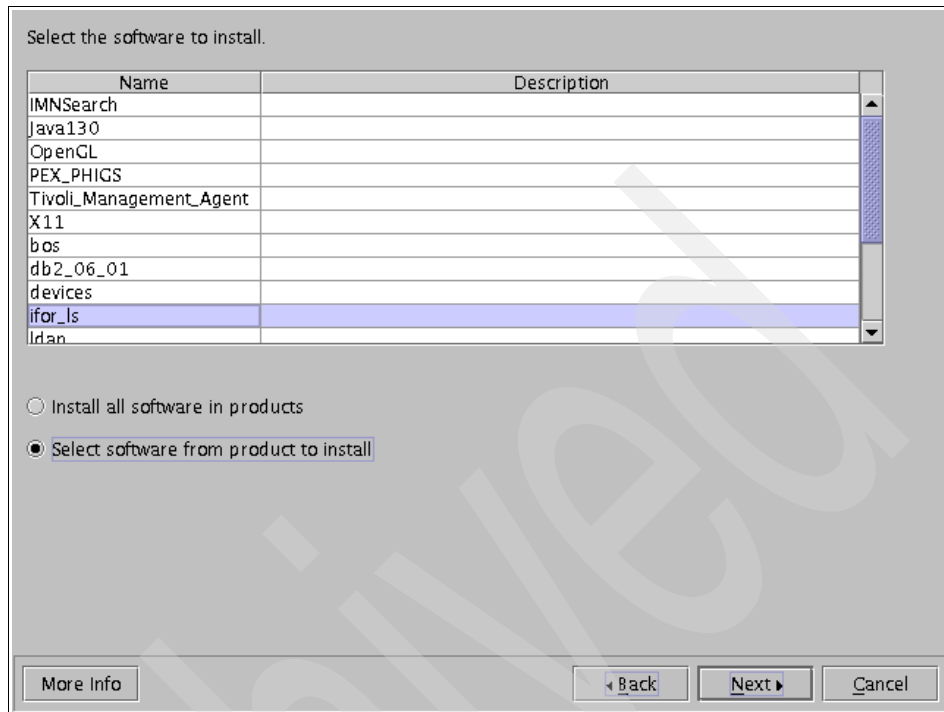 Select the software to install.
Name Description
IMNSearch
Java130
OpenGL
PEX_PHIGS
Tivoli_Management_Agent
X11
bos
db2_06_01
devices
ifor_ls
ldan
Install all software in products
Select software from product to install
More Info Back Next Cancel